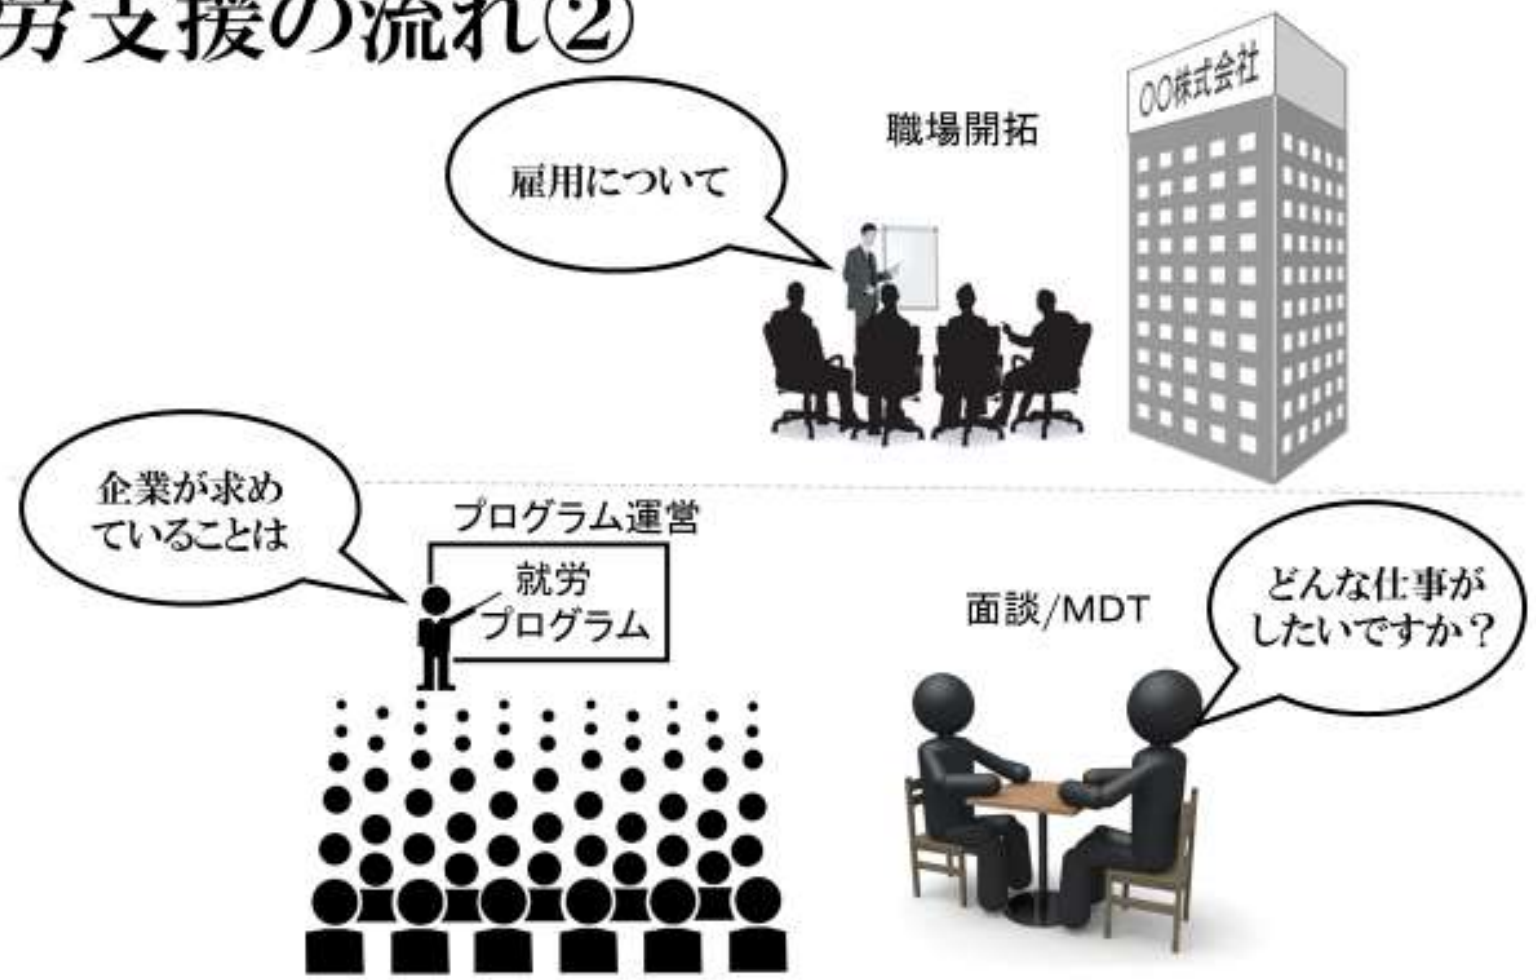 労支援の流れ②
雇用について
職場開拓
〇〇株式会社
企業が求め
ていることは
プログラム運営
就労
プログラム
面談/MDT
どんな仕事が
したいですか？